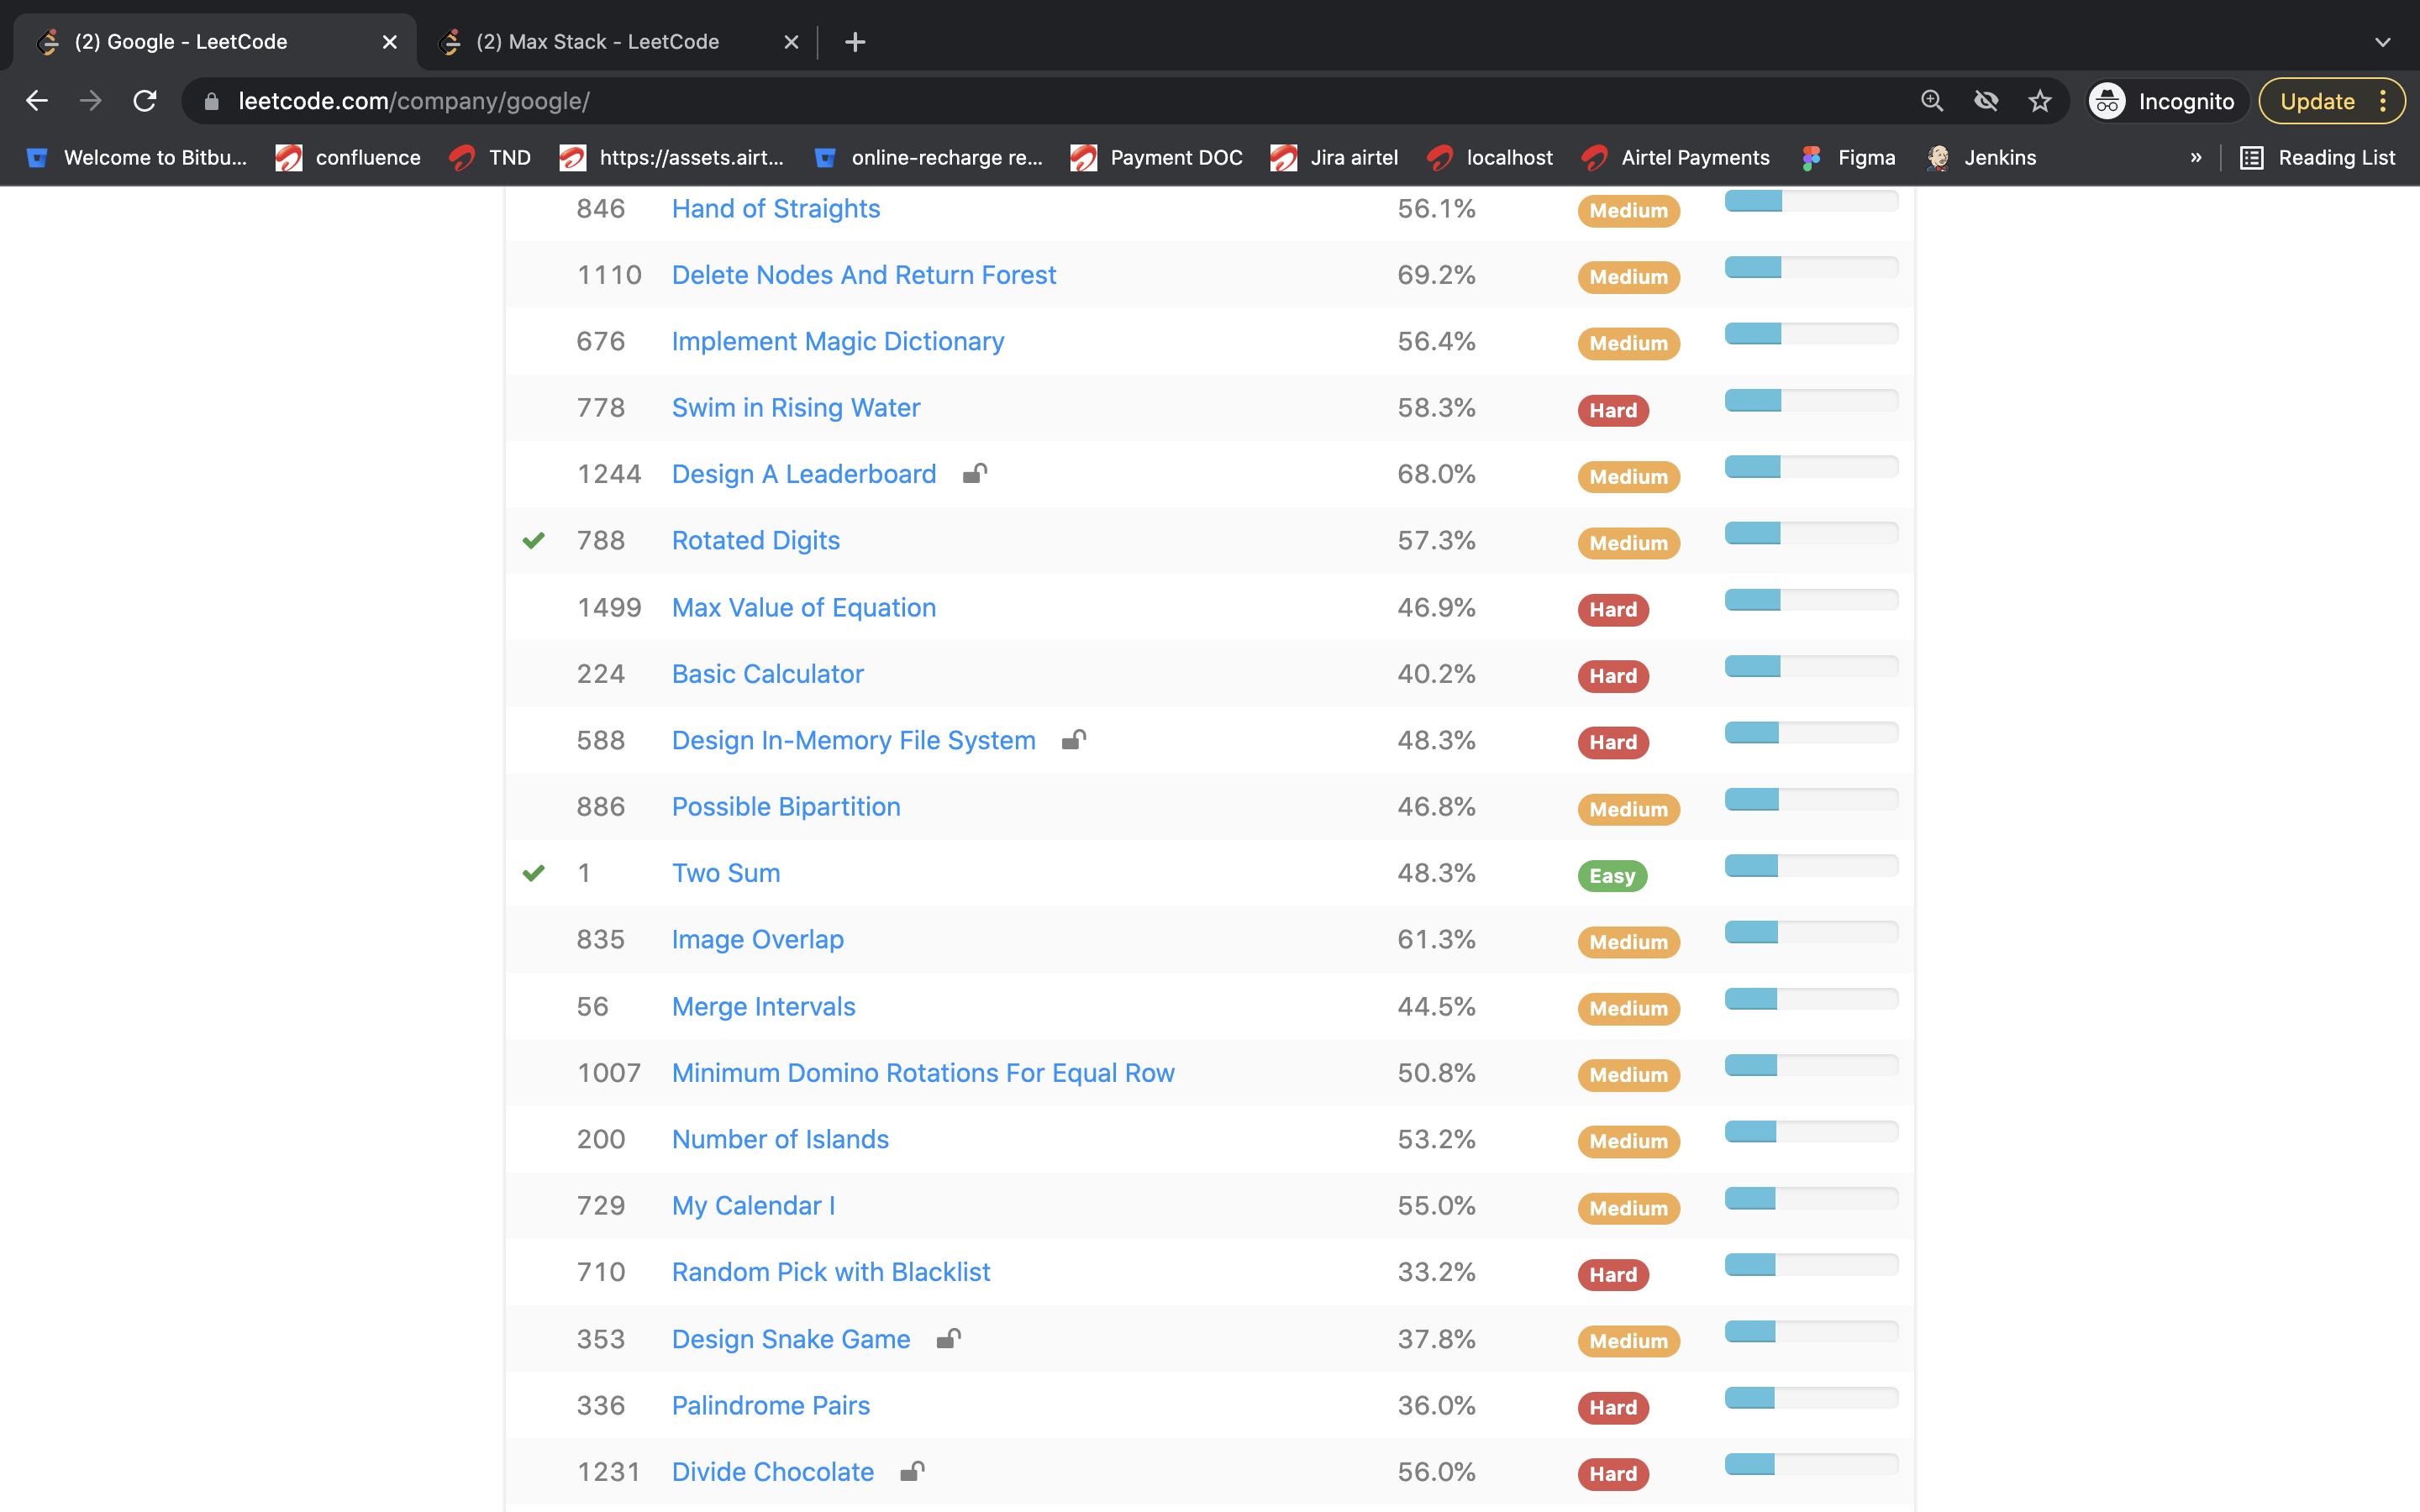 (2) Google - LeetCode (2) Max Stack - LeetCode
leetcode.com/company/google/ Incognito Update
Welcome to Bitbu... confluence TND https://assets.airt... online-recharge re... Payment DOC Jira airtel localhost Airtel Payments Figma Jenkins » Reading List
846 Hand of Straights 56.1% Medium
1110 Delete Nodes And Return Forest 69.2% Medium
676 Implement Magic Dictionary 56.4% Medium
778 Swim in Rising Water 58.3% Hard
1244 Design A Leaderboard 68.0% Medium
788 Rotated Digits 57.3% Medium
1499 Max Value of Equation 46.9% Hard
224 Basic Calculator 40.2% Hard
588 Design In-Memory File System 48.3% Hard
886 Possible Bipartition 46.8% Medium
1 Two Sum 48.3% Easy
835 Image Overlap 61.3% Medium
56 Merge Intervals 44.5% Medium
1007 Minimum Domino Rotations For Equal Row 50.8% Medium
200 Number of Islands 53.2% Medium
729 My Calendar I 55.0% Medium
710 Random Pick with Blacklist 33.2% Hard
353 Design Snake Game 37.8% Medium
336 Palindrome Pairs 36.0% Hard
1231 Divide Chocolate 56.0% Hard